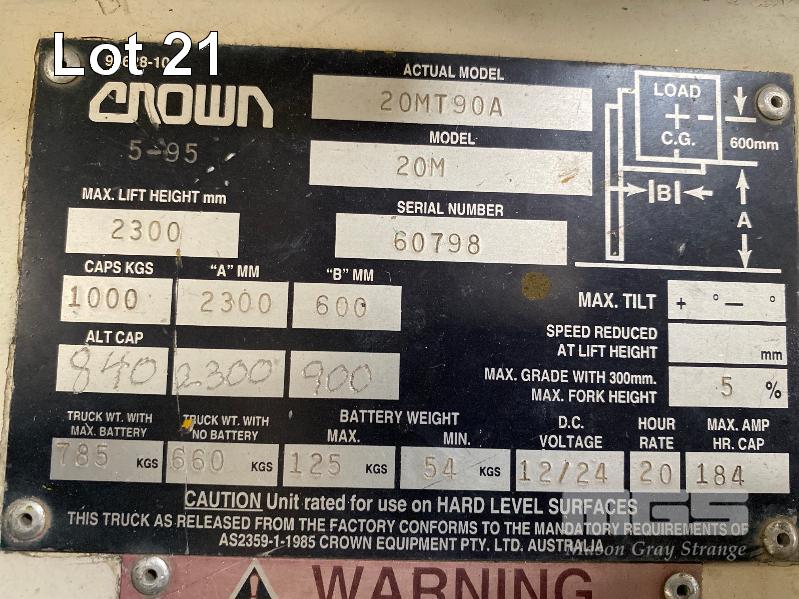 Lot 21
CROWN
5-95
ACTUAL MODEL
20MT90A
MODEL
20M
LOAD
+ -
C.G.
600mm
B
A
MAX. LIFT HEIGHT mm
2300
SERIAL NUMBER
60798
CAPS KGS "A" MM "B" MM
1000 2300 600
MAX. TILT + ° — °
ALT CAP
840 2300 900
SPEED REDUCED
AT LIFT HEIGHT mm
MAX. GRADE WITH 300mm.
MAX. FORK HEIGHT 5 %
TRUCK WT. WITH
MAX. BATTERY
785 KGS
TRUCK WT. WITH
NO BATTERY
660 KGS
BATTERY WEIGHT
MAX. MIN.
125 KGS 54 KGS
D.C.
VOLTAGE
12/24
HOUR
RATE
20
MAX. AMP
HR. CAP
184
CAUTION Unit rated for use on HARD LEVEL SURFACES
THIS TRUCK AS RELEASED FROM THE FACTORY CONFORMS TO THE MANDATORY REQUIREMENTS OF
AS2359-1-1985 CROWN EQUIPMENT PTY. LTD. AUSTRALIA
MGS
Mason Gray Strange
WARNING